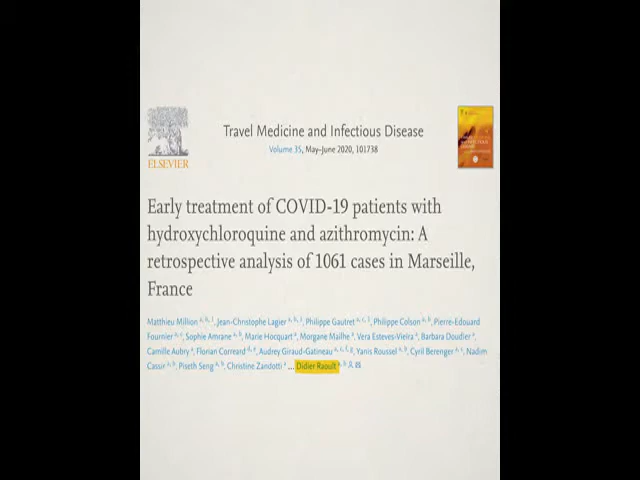 ELSEVIER
Travel Medicine and Infectious Disease
Volume 35, May–June 2020, 101738
Early treatment of COVID-19 patients with
hydroxychloroquine and azithromycin: A
retrospective analysis of 1061 cases in Marseille,
France
Matthieu Million a, b, 1, Jean-Christophe Lagier a, b, 1, Philippe Gautret a, c, 1, Philippe Colson a, b, Pierre-Edouard
Fournier a, c, Sophie Amrane a, b, Marie Hocquart a, Morgane Mailhe a, Vera Esteves-Vieira a, Barbara Doudier a,
Camille Aubry a, Florian Correard d, e, Audrey Giraud-Gatineau a, c, f, g, Yanis Roussel a, b, Cyril Berenger a, c, Nadim
Cassir a, b, Piseth Seng a, b, Christine Zandotti a ... Didier Raoult a, b